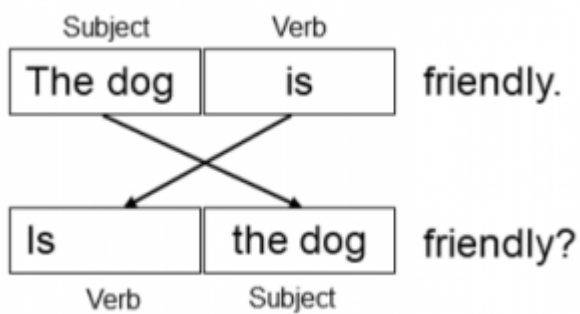 Subject Verb
The dog is friendly.
Is the dog friendly?
Verb Subject